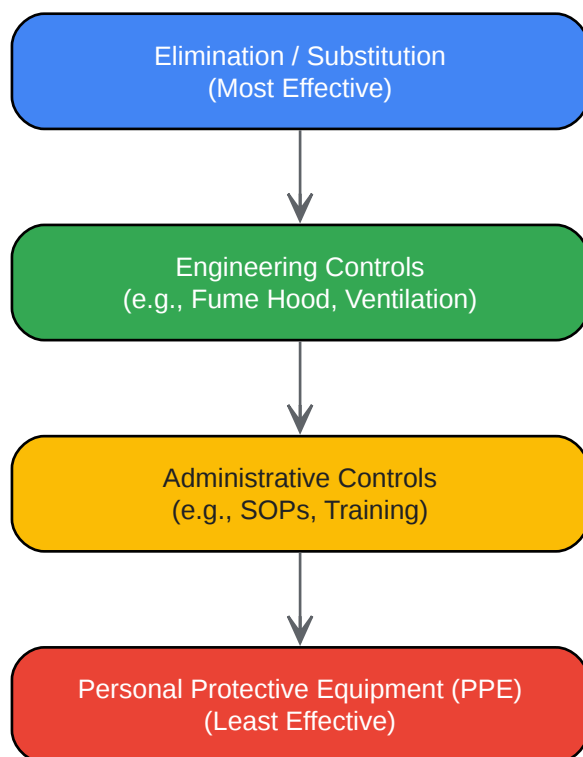 Elimination / Substitution
(Most Effective)
Engineering Controls
(e.g., Fume Hood, Ventilation)
Administrative Controls
(e.g., SOPs, Training)
Personal Protective Equipment (PPE)
(Least Effective)